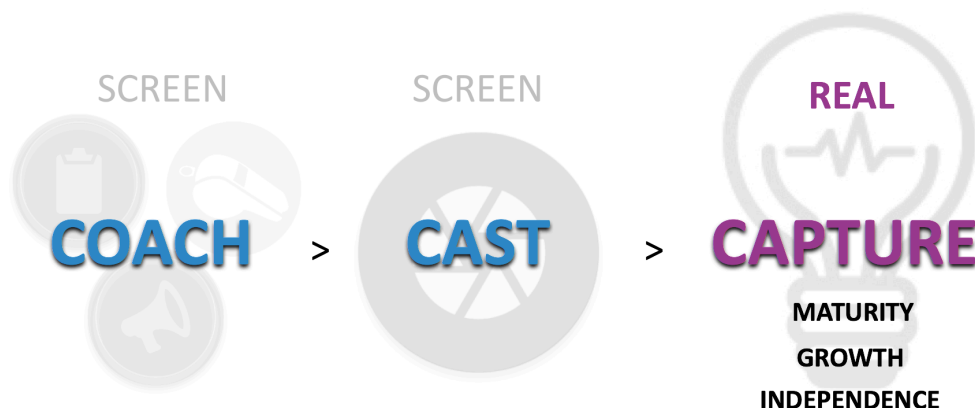 SCREEN
COACH
>
SCREEN
CAST
>
REAL
CAPTURE
MATURITY
GROWTH
INDEPENDENCE